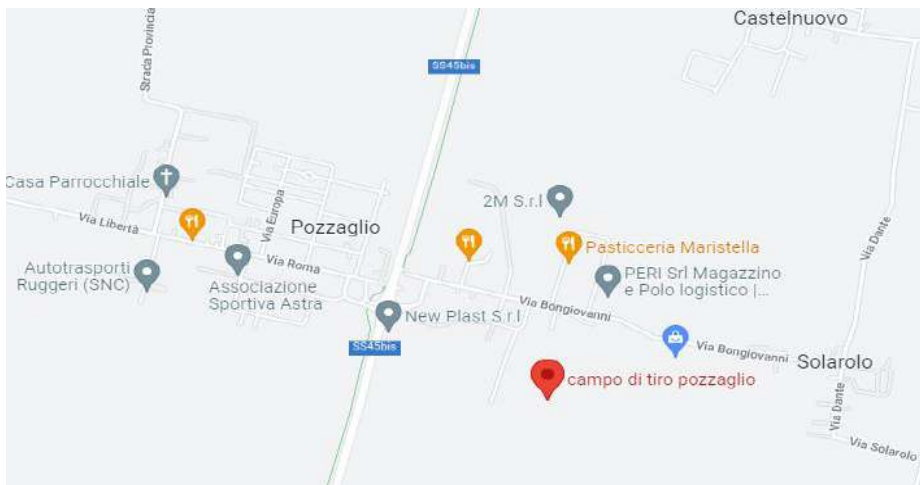 Castelnuovo
Strada Provincia
SS45bis
Casa Parrocchiale
Via Europa
2M S.r.l
Via Libertà
Pozzaglio
Pasticceria Maristella
Via Dante
Via Roma
Autotrasporti
Ruggeri (SNC)
Associazione
Sportiva Astra
PERI Srl Magazzino
e Polo logistico |...
Via Bongiovanni
New Plast S.r.l
SS45bis
Via Bongiovanni
Solarolo
campo di tiro pozzaglio
Via Dante
Via Solarolo